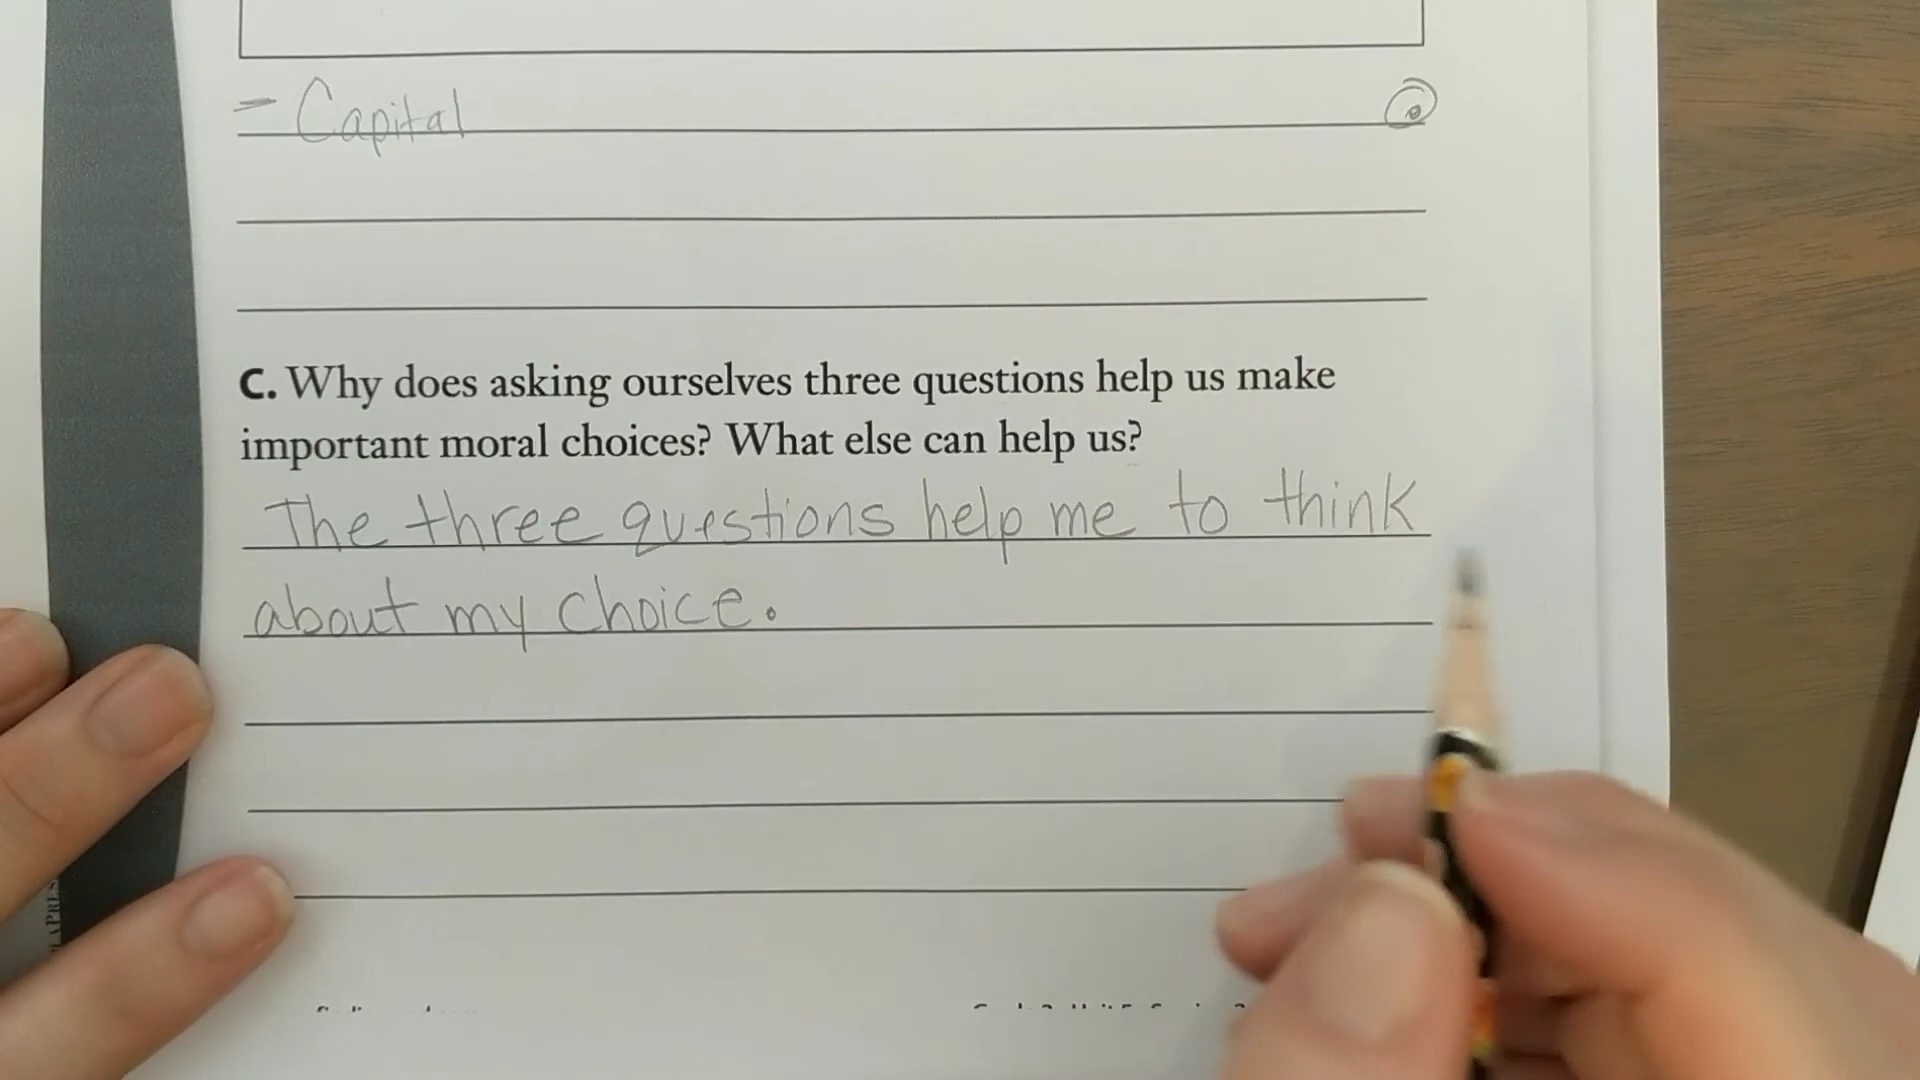 Capital
C. Why does asking ourselves three questions help us make
important moral choices? What else can help us?
The three questions help me to think
about my choice.